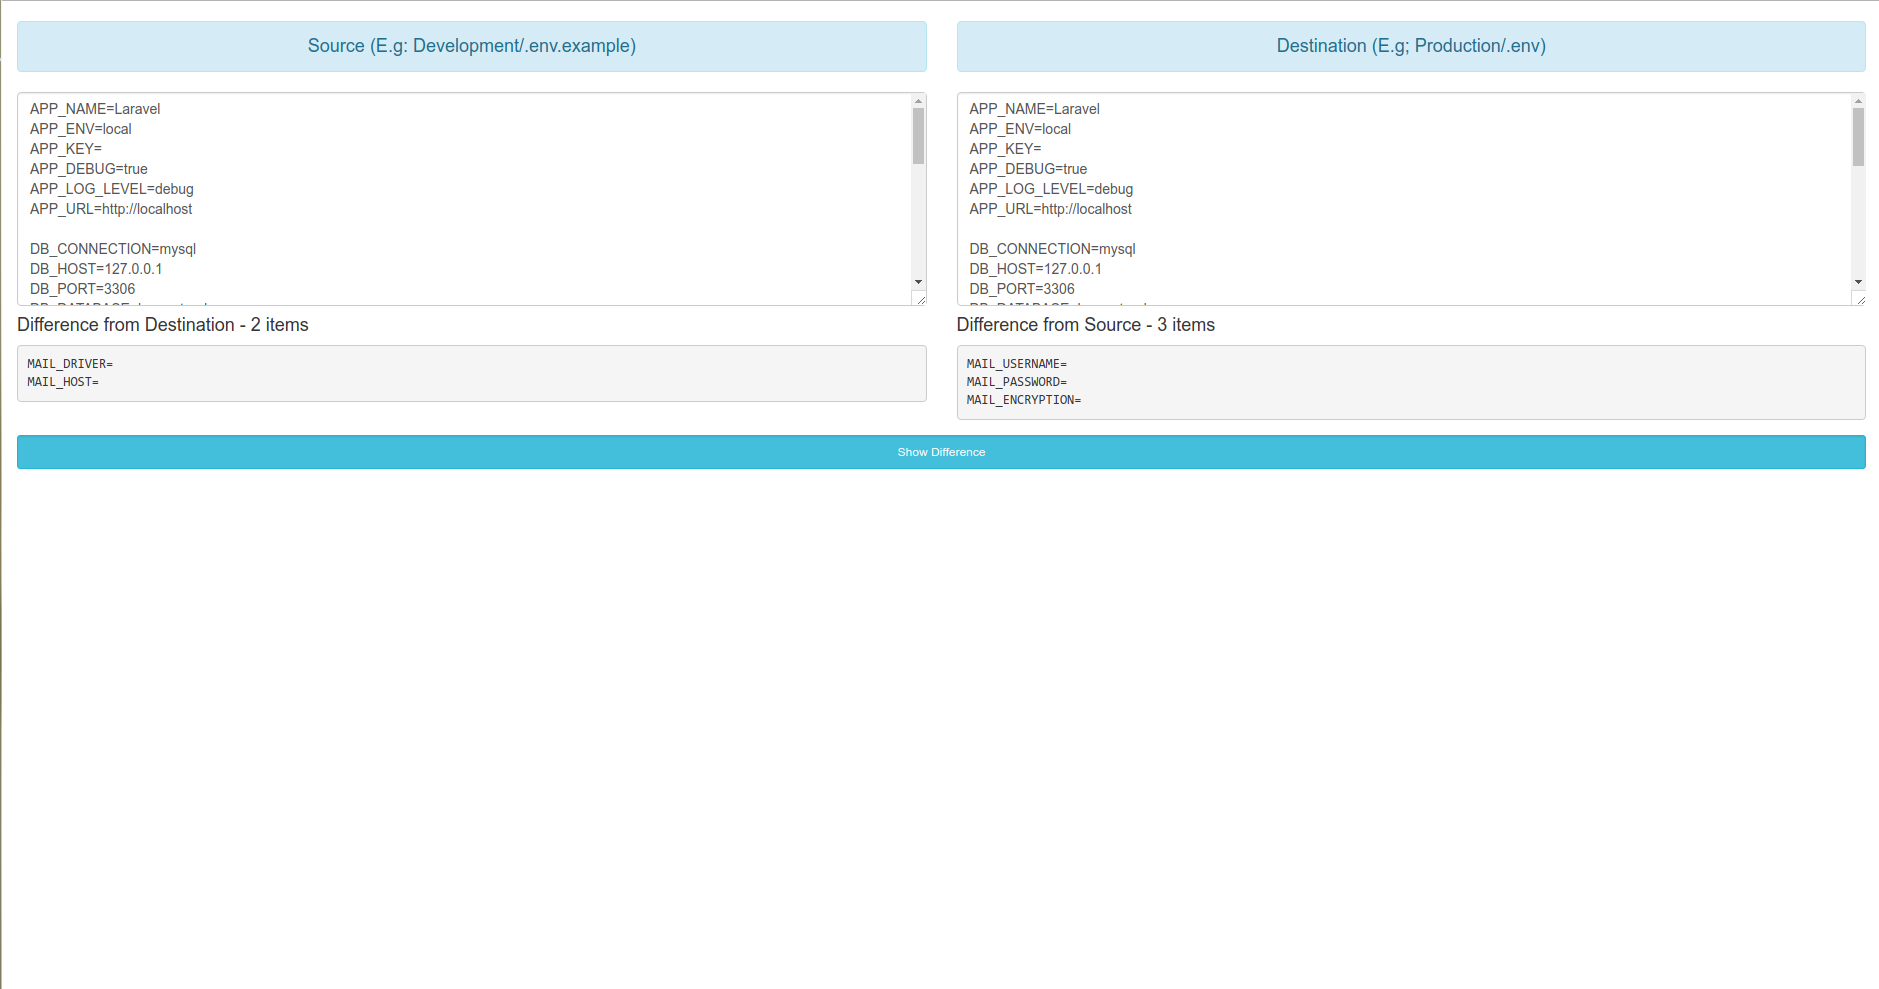 Source (E.g: Development/.env.example)
APP_NAME=Laravel
APP_ENV=local
APP_KEY=
APP_DEBUG=true
APP_LOG_LEVEL=debug
APP_URL=http://localhost
DB_CONNECTION=mysql
DB_HOST=127.0.0.1
DB_PORT=3306
Difference from Destination - 2 items
MAIL_DRIVER=
MAIL_HOST=
Destination (E.g; Production/.env)
APP_NAME=Laravel
APP_ENV=local
APP_KEY=
APP_DEBUG=true
APP_LOG_LEVEL=debug
APP_URL=http://localhost
DB_CONNECTION=mysql
DB_HOST=127.0.0.1
DB_PORT=3306
Difference from Source - 3 items
MAIL_USERNAME=
MAIL_PASSWORD=
MAIL_ENCRYPTION=
Show Difference